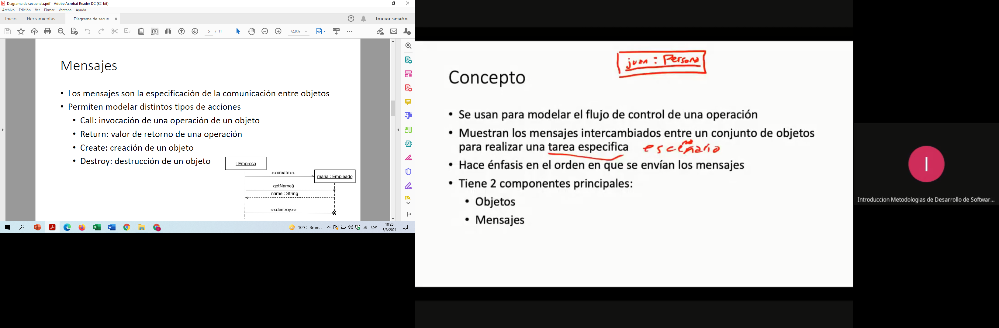 Diagrama de secuencia.pdf - Adobe Acrobat Reader DC (32-bit)
Archivo Edición Ver Firmar Ventana Ayuda
Inicio Herramientas Diagrama de secue... × Iniciar sesión
5 / 11 72,8%
Mensajes
• Los mensajes son la especificación de la comunicación entre objetos
• Permiten modelar distintos tipos de acciones
• Call: invocación de una operación de un objeto
• Return: valor de retorno de una operación
• Create: creación de un objeto
• Destroy: destrucción de un objeto
: Empresa
<<create>>
maria : Empleado
getName()
name : String
<<destroy>>
10°C Bruma ESP
18:25
5/8/2021
juan : Persona
Concepto
• Se usan para modelar el flujo de control de una operación
• Muestran los mensajes intercambiados entre un conjunto de objetos
para realizar una tarea especifica escenario
• Hace énfasis en el orden en que se envían los mensajes
• Tiene 2 componentes principales:
• Objetos
• Mensajes
I
Introduccion Metodologias de Desarrollo de Softwar...